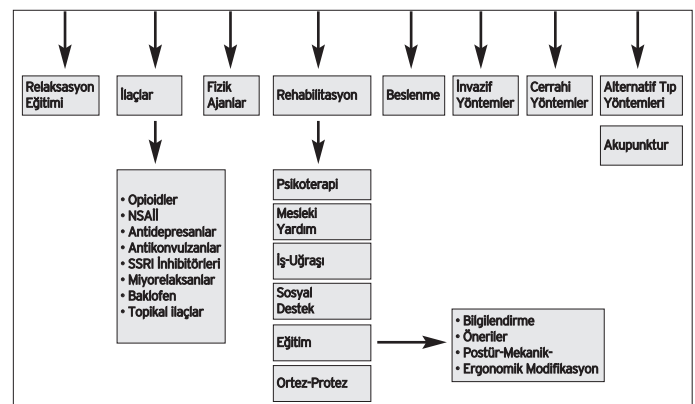 Relaksasyon
Eğitimi
İlaçlar
Fizik
Ajanlar
Rehabilitasyon
Beslenme
İnvazif
Yöntemler
Cerrahi
Yöntemler
Alternatif Tıp
Yöntemleri
Akupunktur
• Opioidler
• NSAİİ
• Antidepresanlar
• Antikonvulzanlar
• SSRI İnhibitörleri
• Miyorelaksanlar
• Baklofen
• Topikal ilaçlar
Psikoterapi
Mesleki
Yardım
İş-Uğraşı
Sosyal
Destek
Eğitim
Ortez-Protez
• Bilgilendirme
• Öneriler
• Postür-Mekanik-
• Ergonomik Modifikasyon